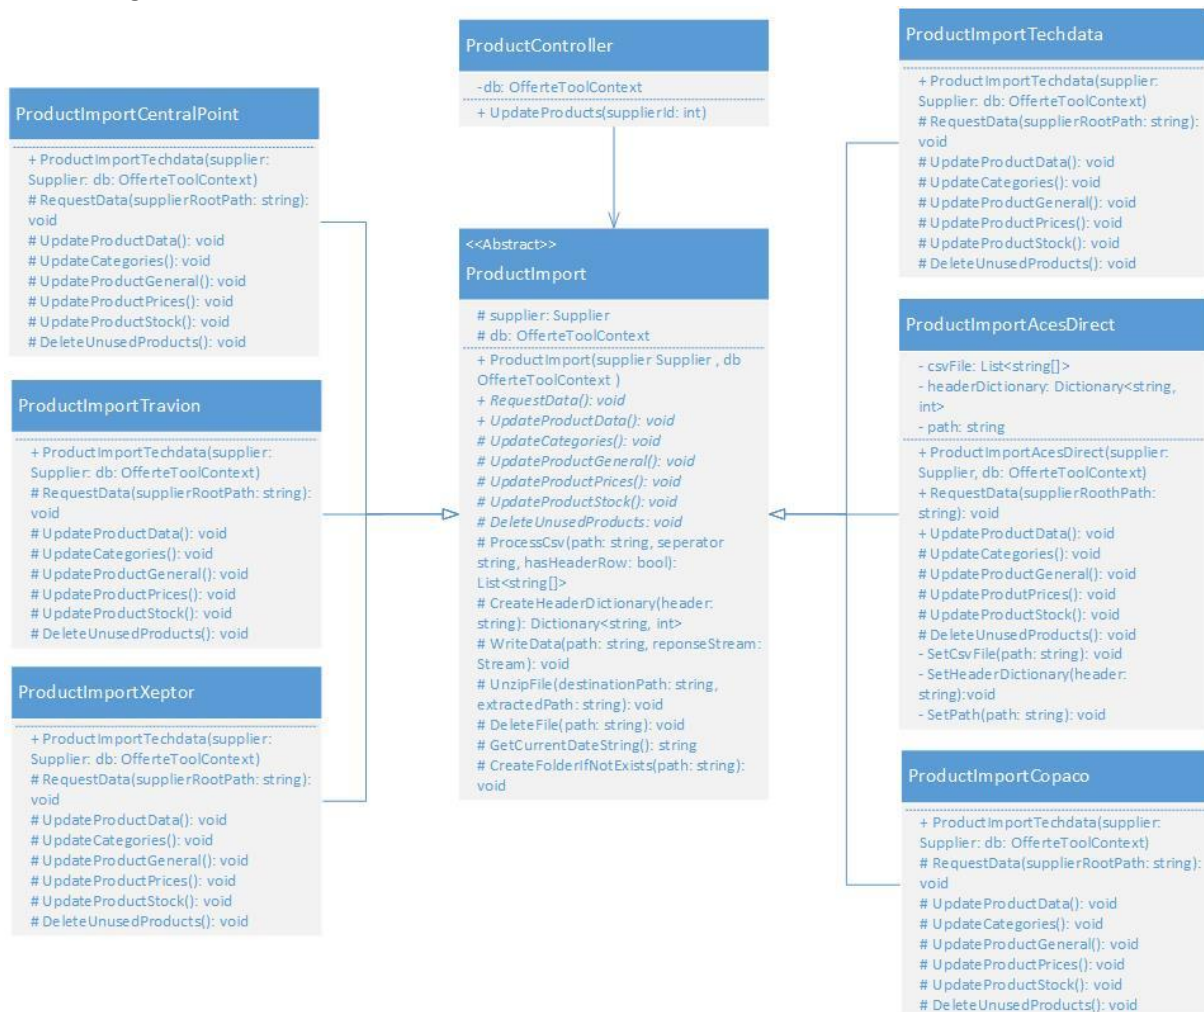 ProductController
-db: OfferteToolContext
+ UpdateProducts(supplierId: int)
ProductImportCentralPoint
+ ProductImportTechdata(supplier:
Supplier: db: OfferteToolContext)
# RequestData(supplierRootPath: string):
void
# UpdateProductData(): void
# UpdateCategories(): void
# UpdateProductGeneral(): void
# UpdateProductPrices(): void
# UpdateProductStock(): void
# DeleteUnusedProducts(): void
ProductImportTravion
+ ProductImportTechdata(supplier:
Supplier: db: OfferteToolContext)
# RequestData(supplierRootPath: string):
void
# UpdateProductData(): void
# UpdateCategories(): void
# UpdateProductGeneral(): void
# UpdateProductPrices(): void
# UpdateProductStock(): void
# DeleteUnusedProducts(): void
ProductImportXeptor
+ ProductImportTechdata(supplier:
Supplier: db: OfferteToolContext)
# RequestData(supplierRootPath: string):
void
# UpdateProductData(): void
# UpdateCategories(): void
# UpdateProductGeneral(): void
# UpdateProductPrices(): void
# UpdateProductStock(): void
# DeleteUnusedProducts(): void
<<Abstract>>
ProductImport
# supplier: Supplier
# db: OfferteToolContext
+ ProductImport(supplier Supplier , db
OfferteToolContext )
+ RequestData(): void
+ UpdateProductData(): void
# UpdateCategories(): void
# UpdateProductGeneral(): void
# UpdateProductPrices(): void
# UpdateProductStock(): void
# DeleteUnusedProducts: void
# ProcessCsv(path: string, seperator
string, hasHeaderRow: bool):
List<string[]>
# CreateHeaderDictionary(header:
string): Dictionary<string, int>
# WriteData(path: string, reponseStream:
Stream): void
# UnzipFile(destinationPath: string,
extractedPath: string): void
# DeleteFile(path: string): void
# GetCurrentDateString(): string
# CreateFolderIfNotExists(path: string):
void
ProductImportTechdata
+ ProductImportTechdata(supplier:
Supplier: db: OfferteToolContext)
# RequestData(supplierRootPath: string):
void
# UpdateProductData(): void
# UpdateCategories(): void
# UpdateProductGeneral(): void
# UpdateProductPrices(): void
# UpdateProductStock(): void
# DeleteUnusedProducts(): void
ProductImportAcesDirect
- csvFile: List<string[]>
- headerDictionary: Dictionary<string,
int>
- path: string
+ ProductImportAcesDirect(supplier:
Supplier, db: OfferteToolContext)
+ RequestData(supplierRoothPath:
string): void
+ UpdateProductData(): void
# UpdateCategories(): void
# UpdateProductGeneral(): void
# UpdateProdutPrices(): void
# UpdateProductStock(): void
# DeleteUnusedProducts(): void
- SetCsvFile(path: string): void
- SetHeaderDictionary(header:
string):void
- SetPath(path: string): void
ProductImportCopaco
+ ProductImportTechdata(supplier:
Supplier: db: OfferteToolContext)
# RequestData(supplierRootPath: string):
void
# UpdateProductData(): void
# UpdateCategories(): void
# UpdateProductGeneral(): void
# UpdateProductPrices(): void
# UpdateProductStock(): void
# DeleteUnusedProducts(): void